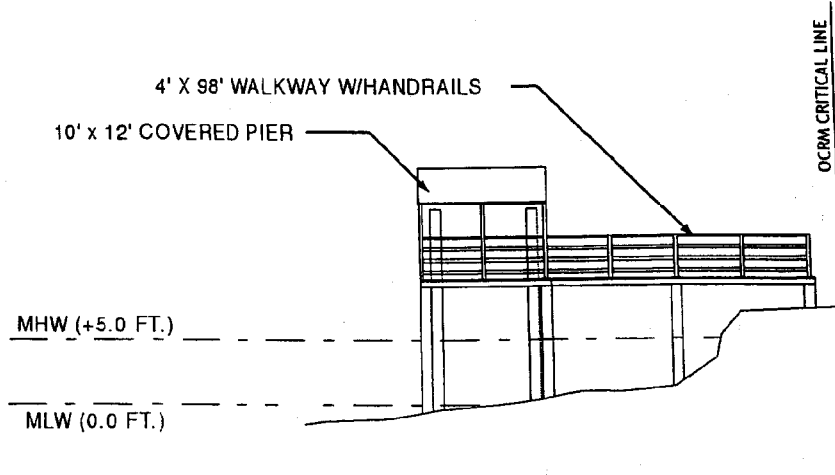 OCRM CRITICAL LINE
4' X 98' WALKWAY W/HANDRAILS
10' x 12' COVERED PIER
MHW (+5.0 FT.)
MLW (0.0 FT.)